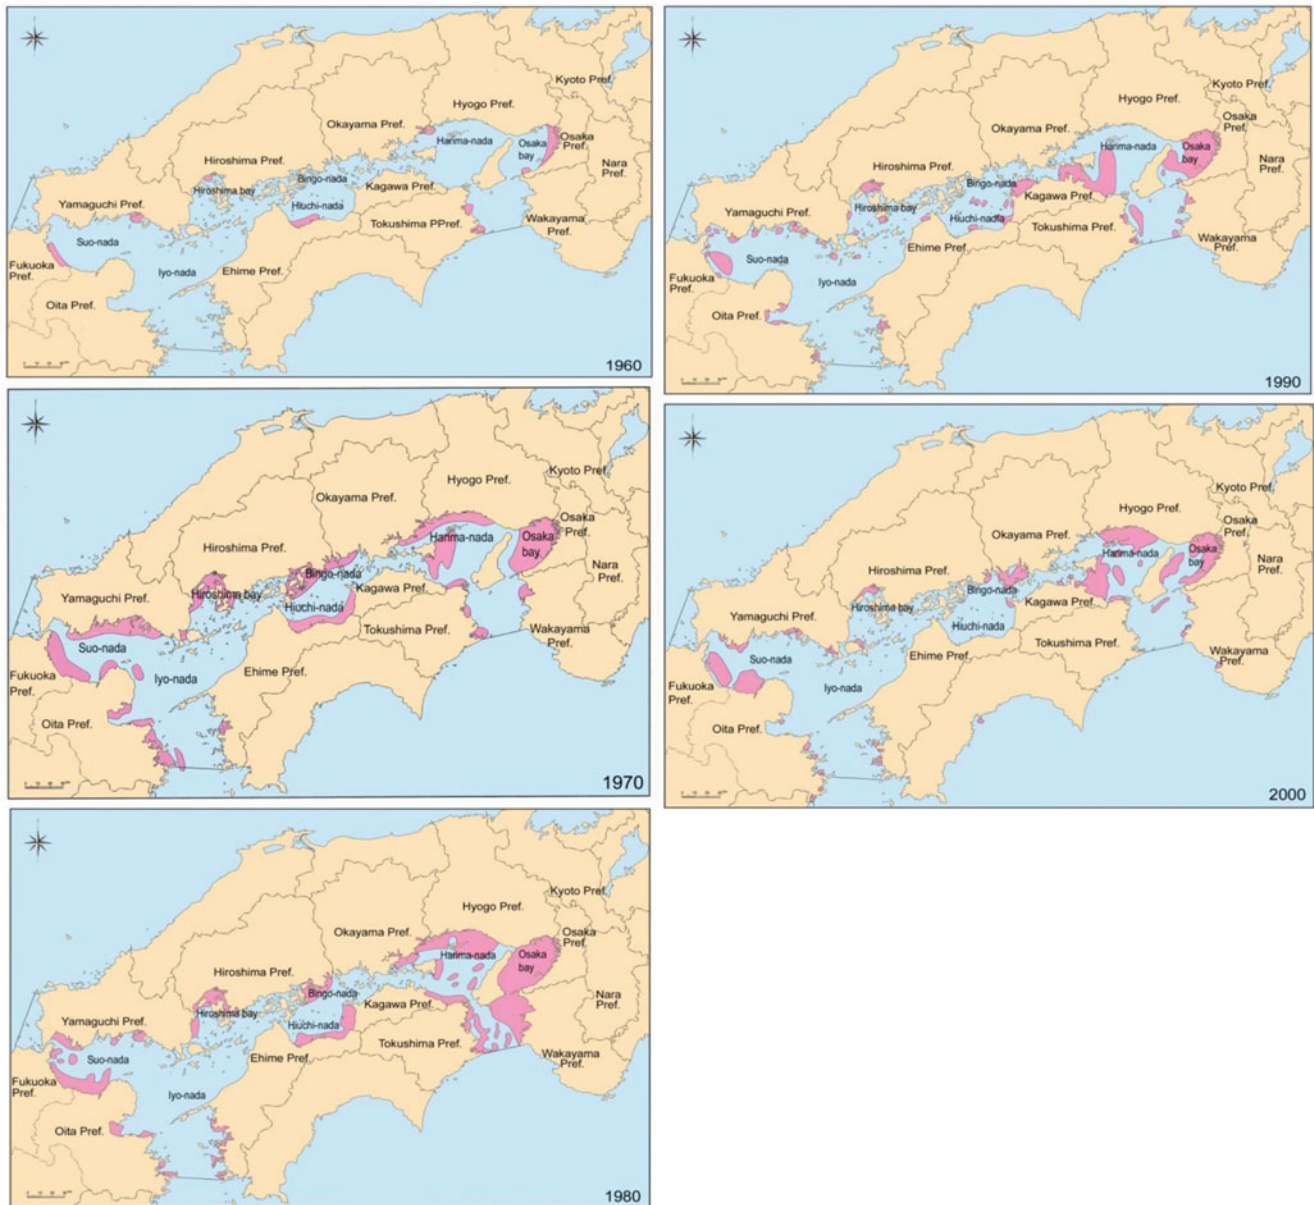 Kyoto Pref.
Hyogo Pref.
Okayama Pref.
Harima-nada
Osaka
bay
Osaka
Pref.
Hiroshima Pref.
Nara
Pref.
Bingo-nada
Hiroshima bay
Kagawa Pref.
Hiuchi-nada
Yamaguchi Pref.
Tokushima PPref.
Wakayama
Pref.
Suo-nada
Fukuoka
Pref.
Iyo-nada
Ehime Pref.
Oita Pref.
1960
Kyoto Pref.
Hyogo Pref.
Osaka
Pref.
Okayama Pref.
Harima-nada
Osaka
bay
Nara
Pref.
Hiroshima Pref.
Bingo-nada
Kagawa Pref.
Hiroshima bay
Yamaguchi Pref.
Hiuchi-nada
Tokushima PPref.
Wakayama
Pref.
Suo-nada
Fukuoka
Pref.
Iyo-nada
Ehime Pref.
Oita Pref.
1990
Kyoto Pref.
Hyogo Pref.
Okayama Pref.
Osaka
Pref.
Harima-nada
Osaka
bay
Hiroshima Pref.
Nara
Pref.
Bingo-nada
Kagawa Pref.
Hiroshima bay
Yamaguchi Pref.
Hiuchi-nada
Tokushima Pref.
Wakayama
Pref.
Suo-nada
Fukuoka
Pref.
Iyo-nada
Ehime Pref.
Oita Pref.
1970
Kyoto Pref.
Hyogo Pref.
Osaka
Pref.
Okayama Pref.
Harima-nada
Osaka
bay
Nara
Pref.
Hiroshima Pref.
Bingo-nada
Kagawa Pref.
Hiroshima bay
Yamaguchi Pref.
Hiuchi-nada
Tokushima Pref.
Wakayama
Pref.
Suo-nada
Ehime Pref.
Fukuoka
Pref.
Iyo-nada
Oita Pref.
2000
Kyoto Pref.
Hyogo Pref.
Okayama Pref.
Osaka
Pref.
Harima-nada
Osaka
bay
Hiroshima Pref.
Nara
Pref.
Bingo-nada
Kagawa Pref.
Hiroshima bay
Yamaguchi Pref.
Hiuchi-nada
Tokushima Pref.
Wakayama
Pref.
Suo-nada
Ehime Pref.
Fukuoka
Pref.
Iyo-nada
Oita Pref.
1980